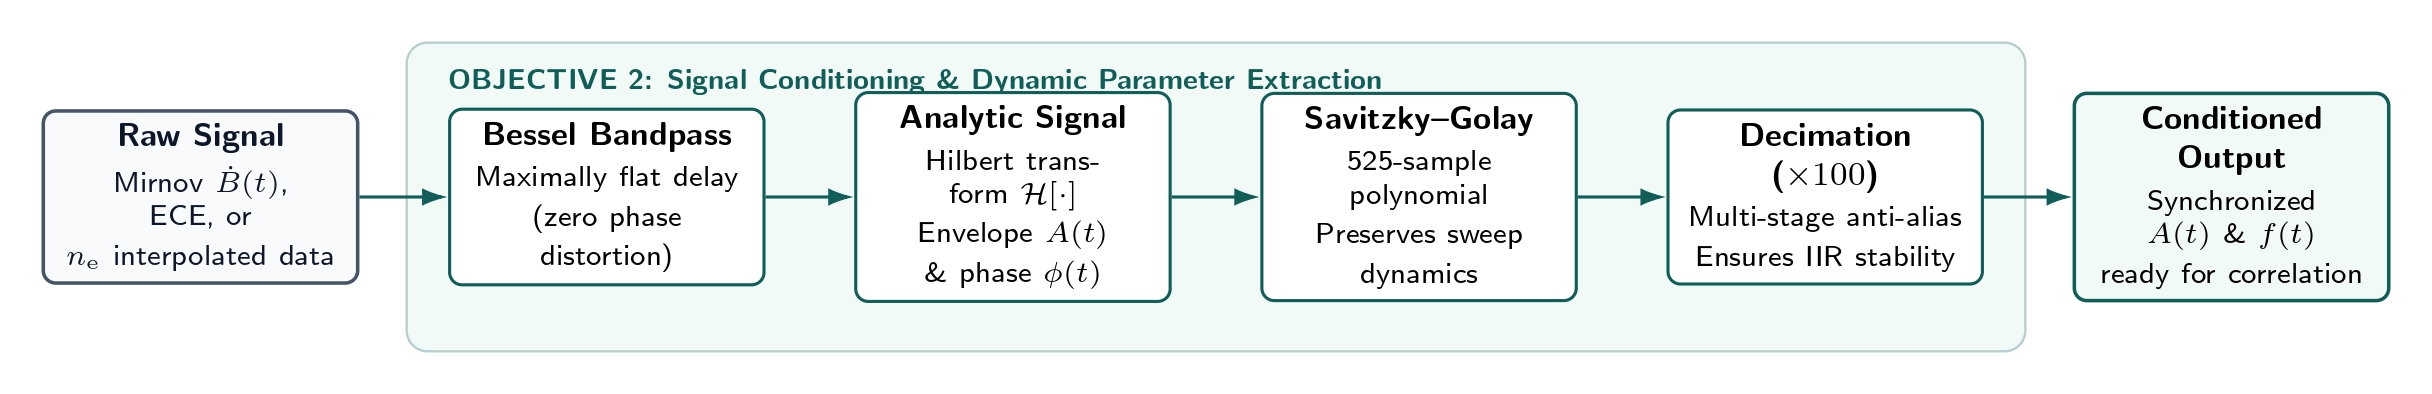 OBJECTIVE 2: Signal Conditioning & Dynamic Parameter Extraction
Raw Signal
Mirnov Ḃ(t),
ECE, or
nₑ interpolated data
Bessel Bandpass
Maximally flat delay
(zero phase
distortion)
Analytic Signal
Hilbert trans-
form ℋ[·]
Envelope A(t)
& phase ϕ(t)
Savitzky–Golay
525-sample
polynomial
Preserves sweep
dynamics
Decimation
(×100)
Multi-stage anti-alias
Ensures IIR stability
Conditioned
Output
Synchronized
A(t) & f(t)
ready for correlation